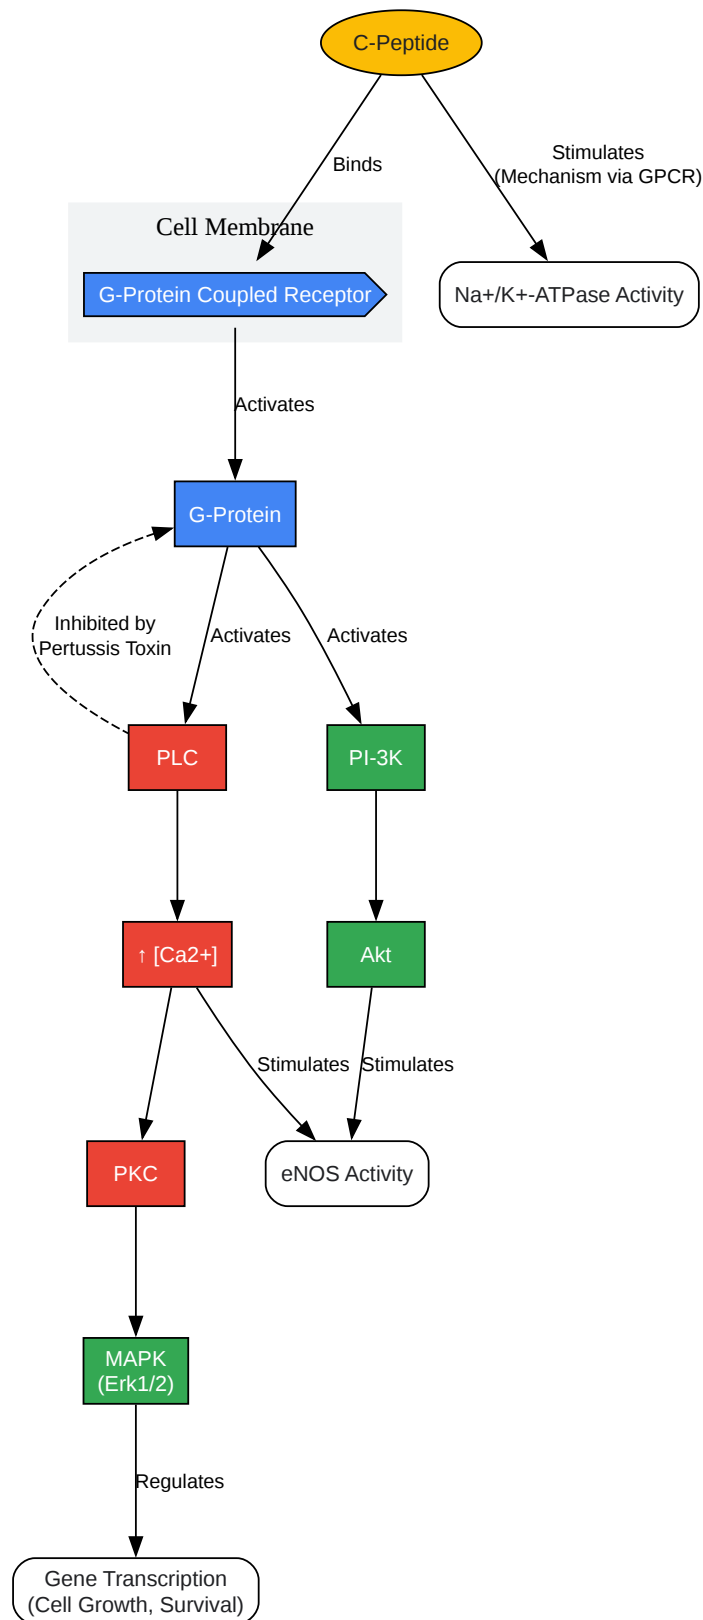 C-Peptide
Binds
Stimulates
(Mechanism via GPCR)
Cell Membrane
G-Protein Coupled Receptor
Na+/K+-ATPase Activity
Activates
G-Protein
Inhibited by
Pertussis Toxin
Activates
Activates
PLC
PI-3K
↑ [Ca2+]
Akt
Stimulates
Stimulates
PKC
eNOS Activity
MAPK
(Erk1/2)
Regulates
Gene Transcription
(Cell Growth, Survival)